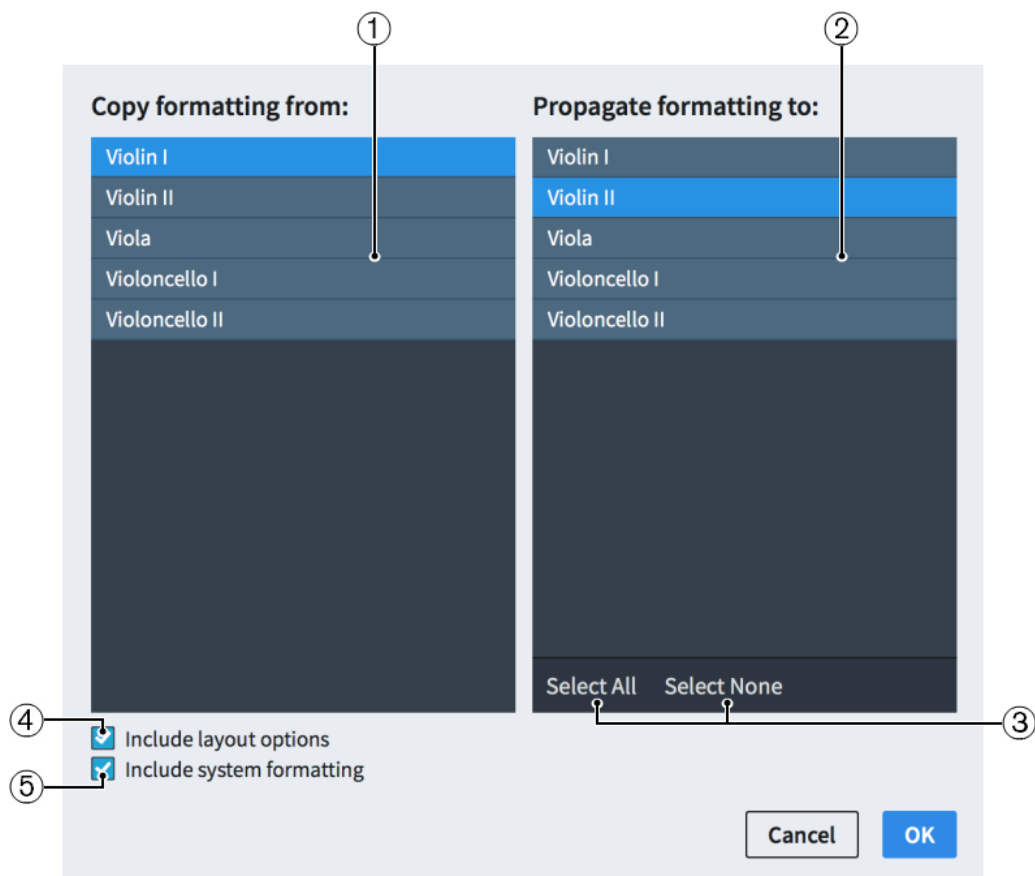 ① ②
Copy formatting from: Propagate formatting to:
Violin I Violin I
Violin II Violin II
Viola Viola
Violoncello I Violoncello I
Violoncello II Violoncello II
Select All Select None
③
④
Include layout options
Include system formatting
⑤
Cancel OK